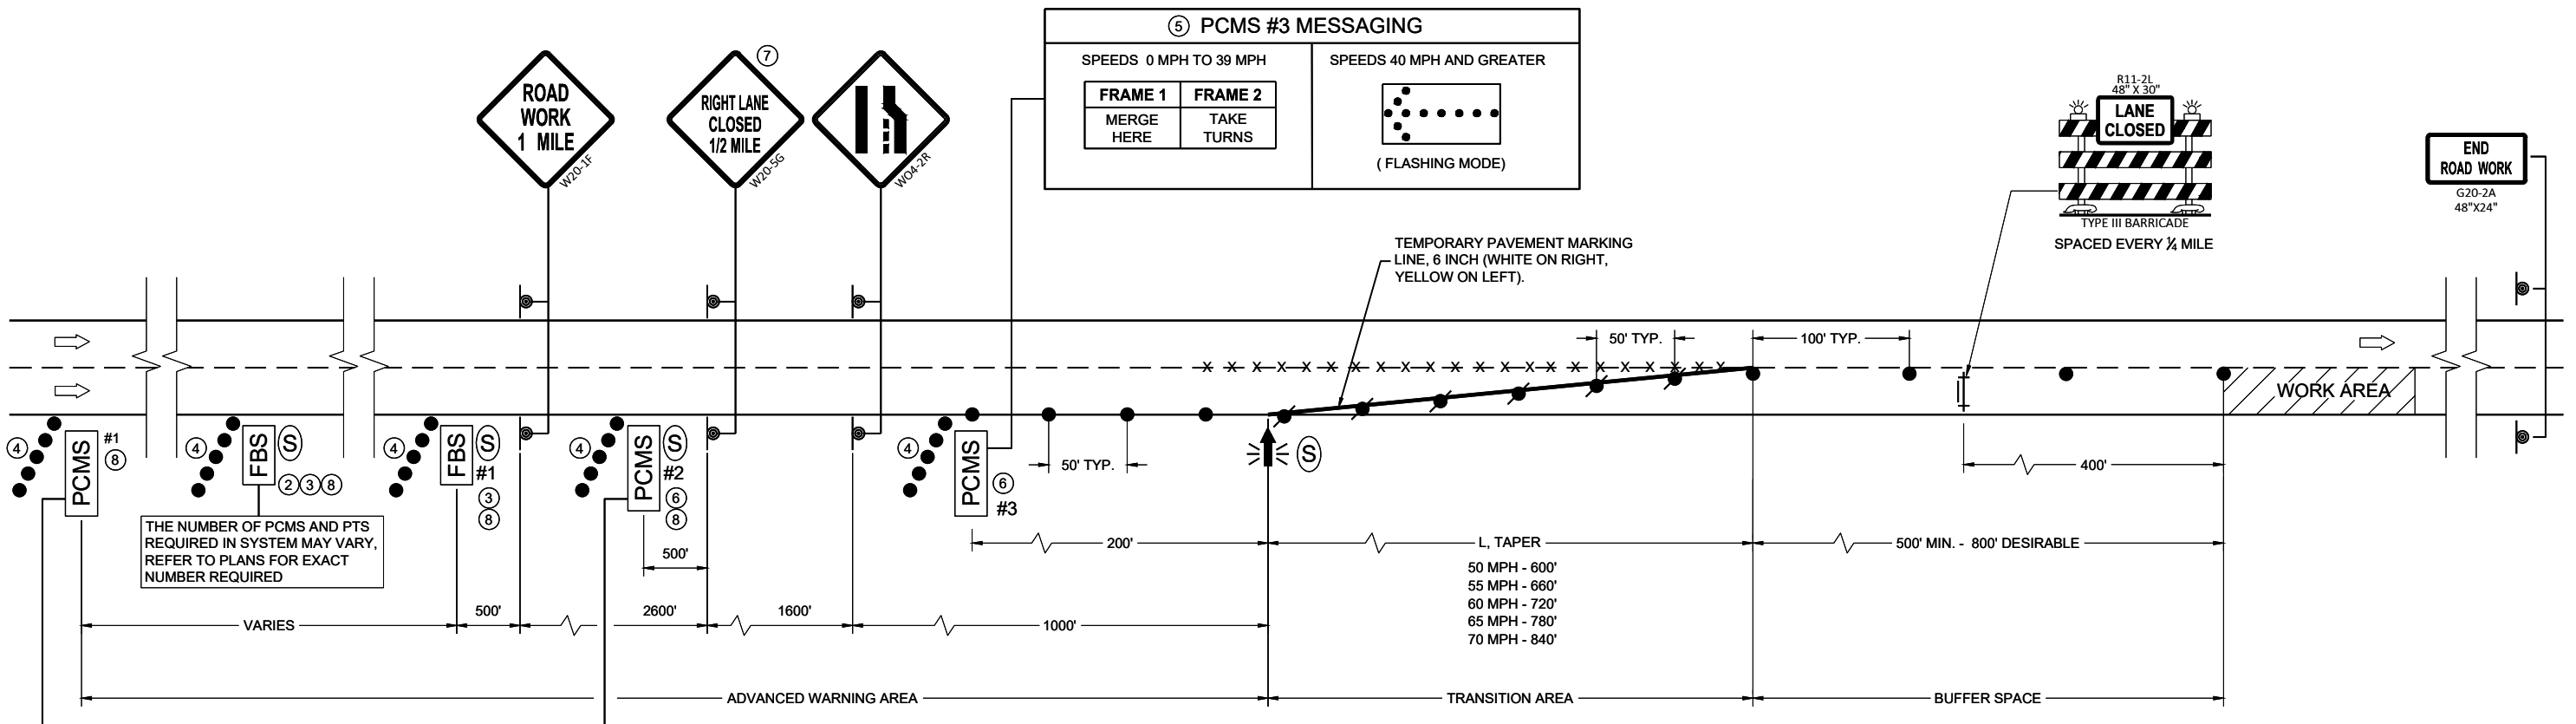 ⑤ PCMS #3 MESSAGING
SPEEDS 0 MPH TO 39 MPH
FRAME 1 FRAME 2
MERGE HERE
TAKE TURNS
SPEEDS 40 MPH AND GREATER
( FLASHING MODE)
ROAD
WORK
1 MILE
W20-1F
⑦
RIGHT LANE
CLOSED
1/2 MILE
W20-5G
W04-2R
R11-2L
48" X 30"
LANE
CLOSED
TYPE III BARRICADE
SPACED EVERY ¼ MILE
END
ROAD WORK
G20-2A
48"X24"
TEMPORARY PAVEMENT MARKING
LINE, 6 INCH (WHITE ON RIGHT,
YELLOW ON LEFT).
50' TYP.
100' TYP.
X X X X X X X X X X X X X X X X X X X X X X
WORK AREA
④
PCMS
#1
⑧
④
FBS
S
② ③ ⑧
④
FBS
S
#1
③
⑧
④
PCMS
S
#2
⑥
⑧
④
PCMS
⑥
#3
50' TYP.
S
400'
THE NUMBER OF PCMS AND PTS
REQUIRED IN SYSTEM MAY VARY,
REFER TO PLANS FOR EXACT
NUMBER REQUIRED
500'
200'
L, TAPER
500' MIN. - 800' DESIRABLE
50 MPH - 600'
55 MPH - 660'
60 MPH - 720'
65 MPH - 780'
70 MPH - 840'
VARIES
500'
2600'
1600'
1000'
ADVANCED WARNING AREA
TRANSITION AREA
BUFFER SPACE